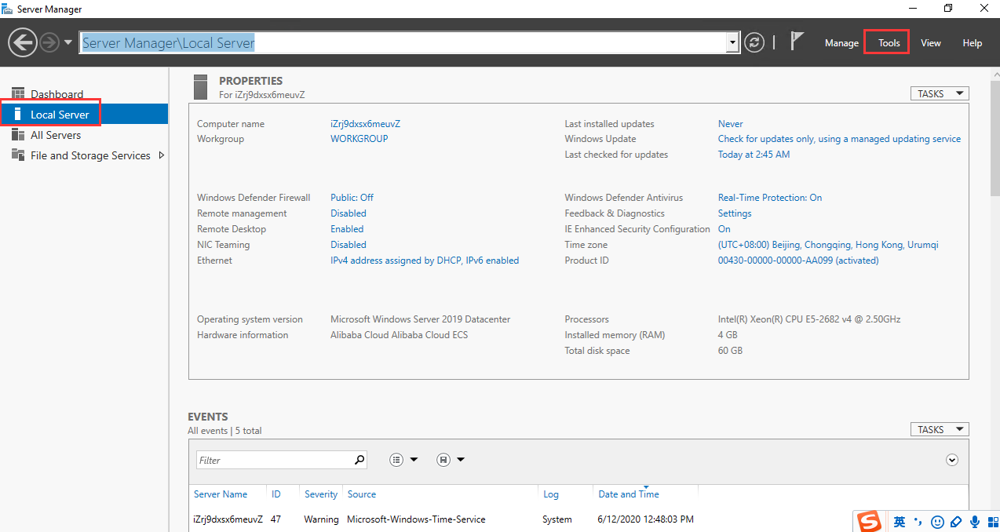 Server Manager
Server Manager\Local Server
Manage Tools View Help
Dashboard
Local Server
All Servers
File and Storage Services
PROPERTIES
For iZrj9dxsx6meuvZ
TASKS
Computer name iZrj9dxsx6meuvZ Last installed updates Never
Workgroup WORKGROUP Windows Update Check for updates only, using a managed updating service
Last checked for updates Today at 2:45 AM
Windows Defender Firewall Public: Off Windows Defender Antivirus Real-Time Protection: On
Remote management Disabled Feedback & Diagnostics Settings
Remote Desktop Enabled IE Enhanced Security Configuration On
NIC Teaming Disabled Time zone (UTC+08:00) Beijing, Chongqing, Hong Kong, Urumqi
Ethernet IPv4 address assigned by DHCP, IPv6 enabled Product ID 00430-00000-00000-AA099 (activated)
Operating system version Microsoft Windows Server 2019 Datacenter Processors Intel(R) Xeon(R) CPU E5-2682 v4 @ 2.50GHz
Hardware information Alibaba Cloud Alibaba Cloud ECS Installed memory (RAM) 4 GB
Total disk space 60 GB
EVENTS
All events | 5 total
TASKS
Filter
Server Name ID Severity Source Log Date and Time
iZrj9dxsx6meuvZ 47 Warning Microsoft-Windows-Time-Service System 6/12/2020 12:48:03 PM
S 英